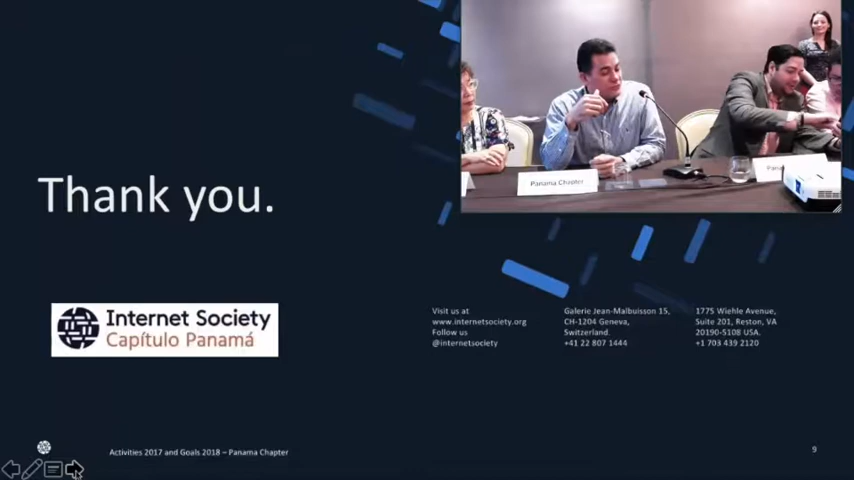 Panama Chapter
Thank you.
Internet Society
Capítulo Panamá
Visit us at
www.internetsociety.org
Follow us
@internetsociety
Galerie Jean-Malbuisson 15,
CH-1204 Geneva,
Switzerland.
+41 22 807 1444
1775 Wiehle Avenue,
Suite 201, Reston, VA
20190-5108 USA.
+1 703 439 2120
Activities 2017 and Goals 2018 – Panama Chapter
9